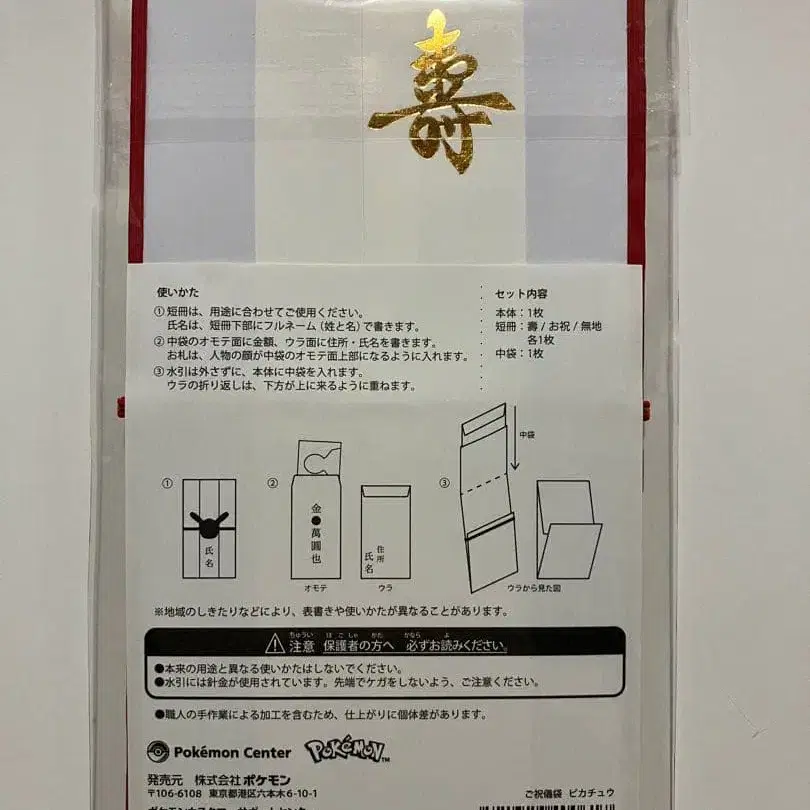 壽
使いかた
①短冊は、用途に合わせてご使用ください。
氏名は、短冊下部にフルネーム（姓と名）で書きます。
②中袋のオモテ面に金額、ウラ面に住所・氏名を書きます。
お札は、人物の顔が中袋のオモテ面上部になるように入れます。
③水引は外さずに、本体に中袋を入れます。
ウラの折り返しは、下方が上に来るように重ねます。
セット内容
本体：1枚
短冊：壽 / お祝 / 無地
各1枚
中袋：1枚
①
氏名
②
金●萬圓也
オモテ
住所
氏名
ウラ
③
中袋
ウラから見た図
※地域のしきたりなどにより、表書きや使いかたが異なることがあります。
ちゅうい ほごしゃ かた かなら よ
注意 保護者の方へ 必ずお読みください。
●本来の用途と異なる使いかたはしないでください。
●水引には針金が使用されています。先端でケガをしないよう、ご注意ください。
●職人の手作業による加工を含むため、仕上がりに個体差があります。
Pokémon Center POKéMON™
発売元 株式会社ポケモン
〒106-6108 東京都港区六本木6-10-1
ご祝儀袋 ピカチュウ